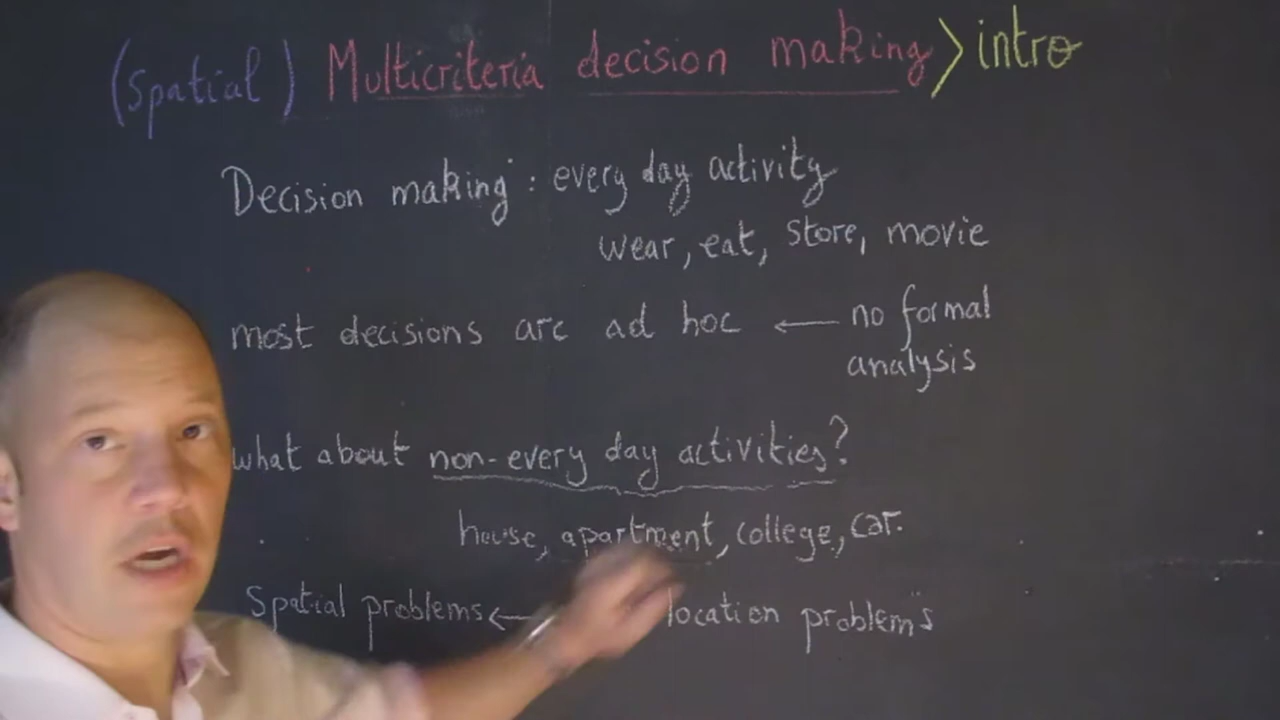 (spatial) Multicriteria decision making > intro
Decision making : every day activity
wear, eat, store, movie
most decisions are ad hoc ← no formal
analysis
what about non-every day activities?
house, apartment, college, car.
Spatial problems ← location problems